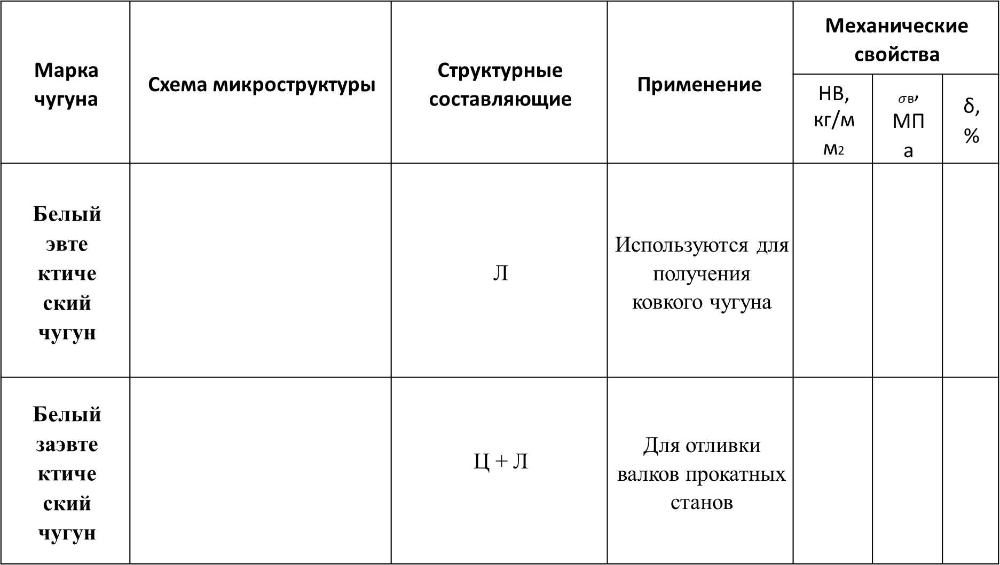 Марка
чугуна
Схема микроструктуры
Структурные
составляющие
Применение
Механические
свойства
НВ,
кг/м
м2
σв,
МП
а
δ,
%
Белый
эвте
ктиче
ский
чугун
Л
Используются для
получения
ковкого чугуна
Белый
заэвте
ктиче
ский
чугун
Ц + Л
Для отливки
валков прокатных
станов